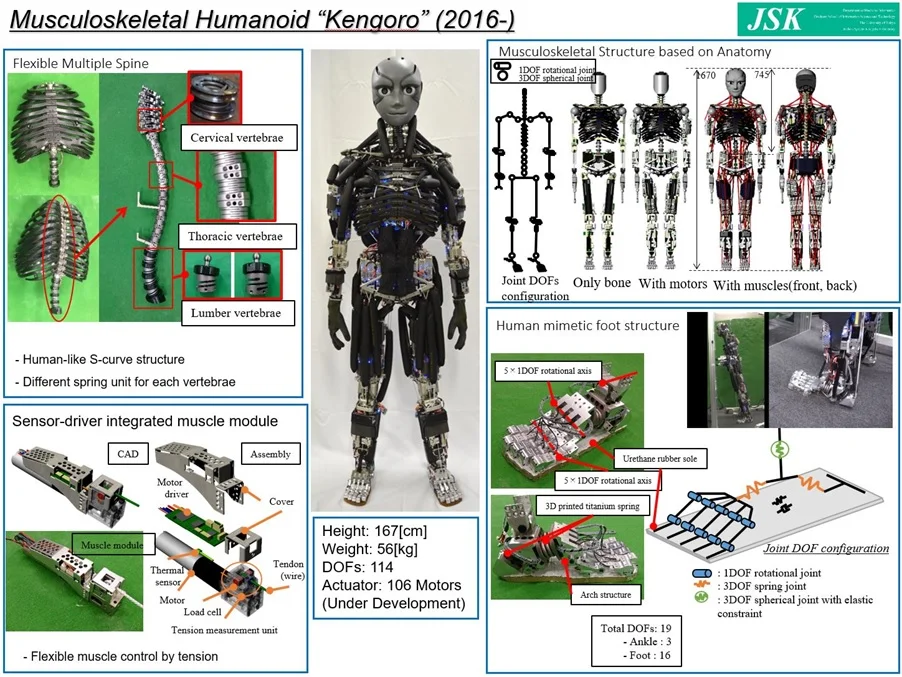 Musculoskeletal Humanoid “Kengoro” (2016-)
JSK
Flexible Multiple Spine
Cervical vertebrae
Thoracic vertebrae
Lumber vertebrae
- Human-like S-curve structure
- Different spring unit for each vertebrae
Sensor-driver integrated muscle module
CAD
Assembly
Motor
driver
Cover
Muscle module
Thermal
sensor
Tendon
(wire)
Motor
Load cell
Tension measurement unit
- Flexible muscle control by tension
Height: 167[cm]
Weight: 56[kg]
DOFs: 114
Actuator: 106 Motors
(Under Development)
Musculoskeletal Structure based on Anatomy
1DOF rotational joint
3DOF spherical joint
1670
745
Joint DOFs
configuration
Only bone
With motors
With muscles(front, back)
Human mimetic foot structure
5×1DOF rotational axis
Urethane rubber sole
5×1DOF rotational axis
3D printed titanium spring
Arch structure
Joint DOF configuration
: 1DOF rotational joint
: 3DOF spring joint
: 3DOF spherical joint with elastic
constraint
Total DOFs: 19
- Ankle : 3
- Foot : 16